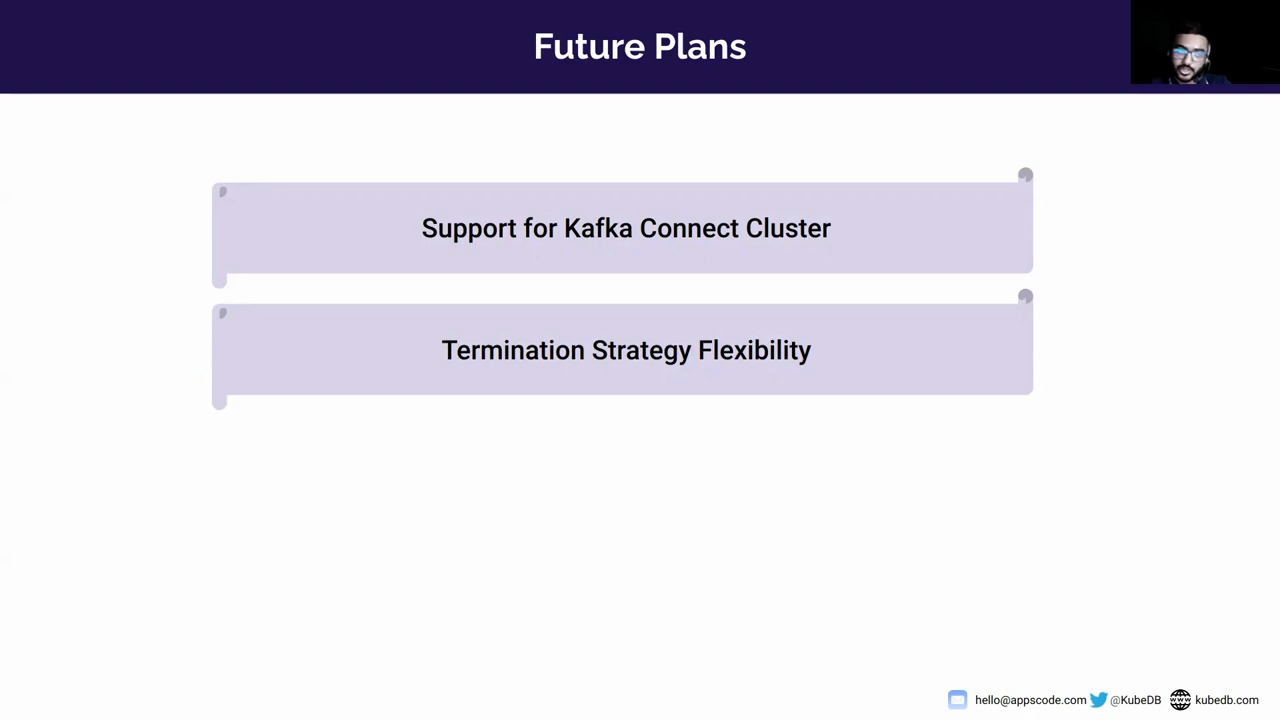 Future Plans
Support for Kafka Connect Cluster
Termination Strategy Flexibility
hello@appscode.com @KubeDB kubedb.com